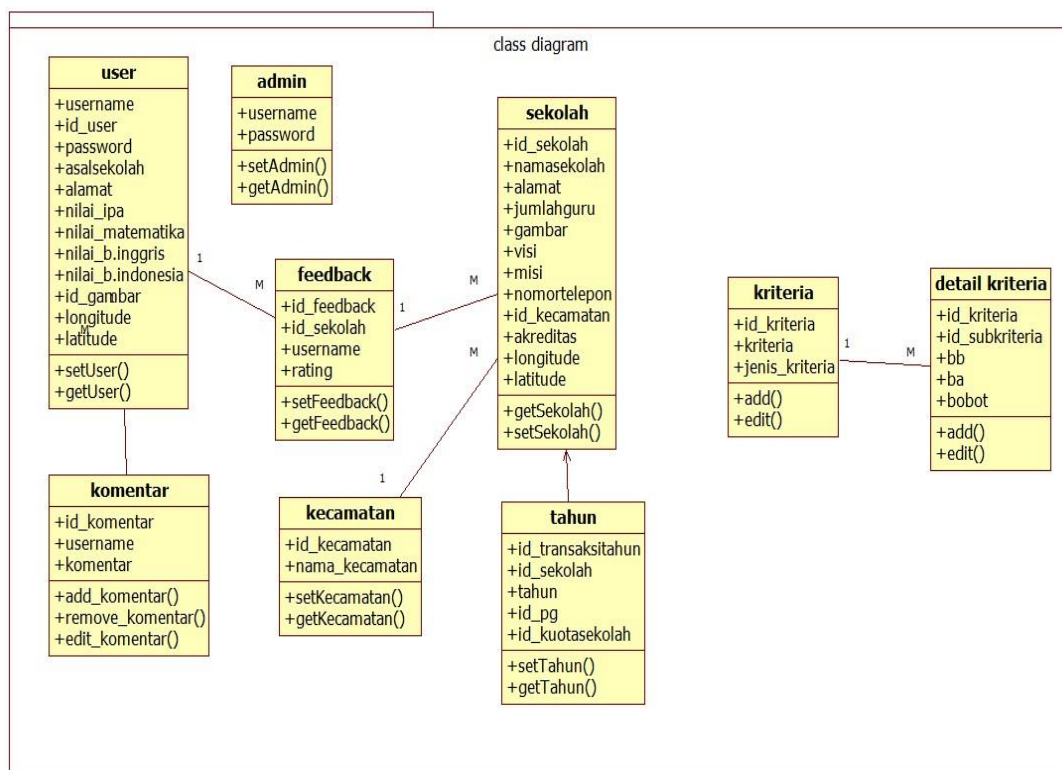 class diagram
user
+username
+id_user
+password
+asalsekolah
+alamat
+nilai_ipa
+nilai_matematika
+nilai_b.inggris
+nilai_b.indonesia
+id_gambar
+longitude
+latitude
M
+setUser()
+getUser()
admin
+username
+password
+setAdmin()
+getAdmin()
sekolah
+id_sekolah
+namasekolah
+alamat
+jumlahguru
+gambar
+visi
+misi
+nomortelepon
+id_kecamatan
+akreditas
+longitude
+latitude
+getSekolah()
+setSekolah()
1
M
feedback
+id_feedback
+id_sekolah
+username
+rating
+setFeedback()
+getFeedback()
1
M
M
1
kriteria
+id_kriteria
+kriteria
+jenis_kriteria
+add()
+edit()
1
M
detail kriteria
+id_kriteria
+id_subkriteria
+bb
+ba
+bobot
+add()
+edit()
komentar
+id_komentar
+username
+komentar
+add_komentar()
+remove_komentar()
+edit_komentar()
kecamatan
+id_kecamatan
+nama_kecamatan
+setKecamatan()
+getKecamatan()
tahun
+id_transaksitahun
+id_sekolah
+tahun
+id_pg
+id_kuotasekolah
+setTahun()
+getTahun()